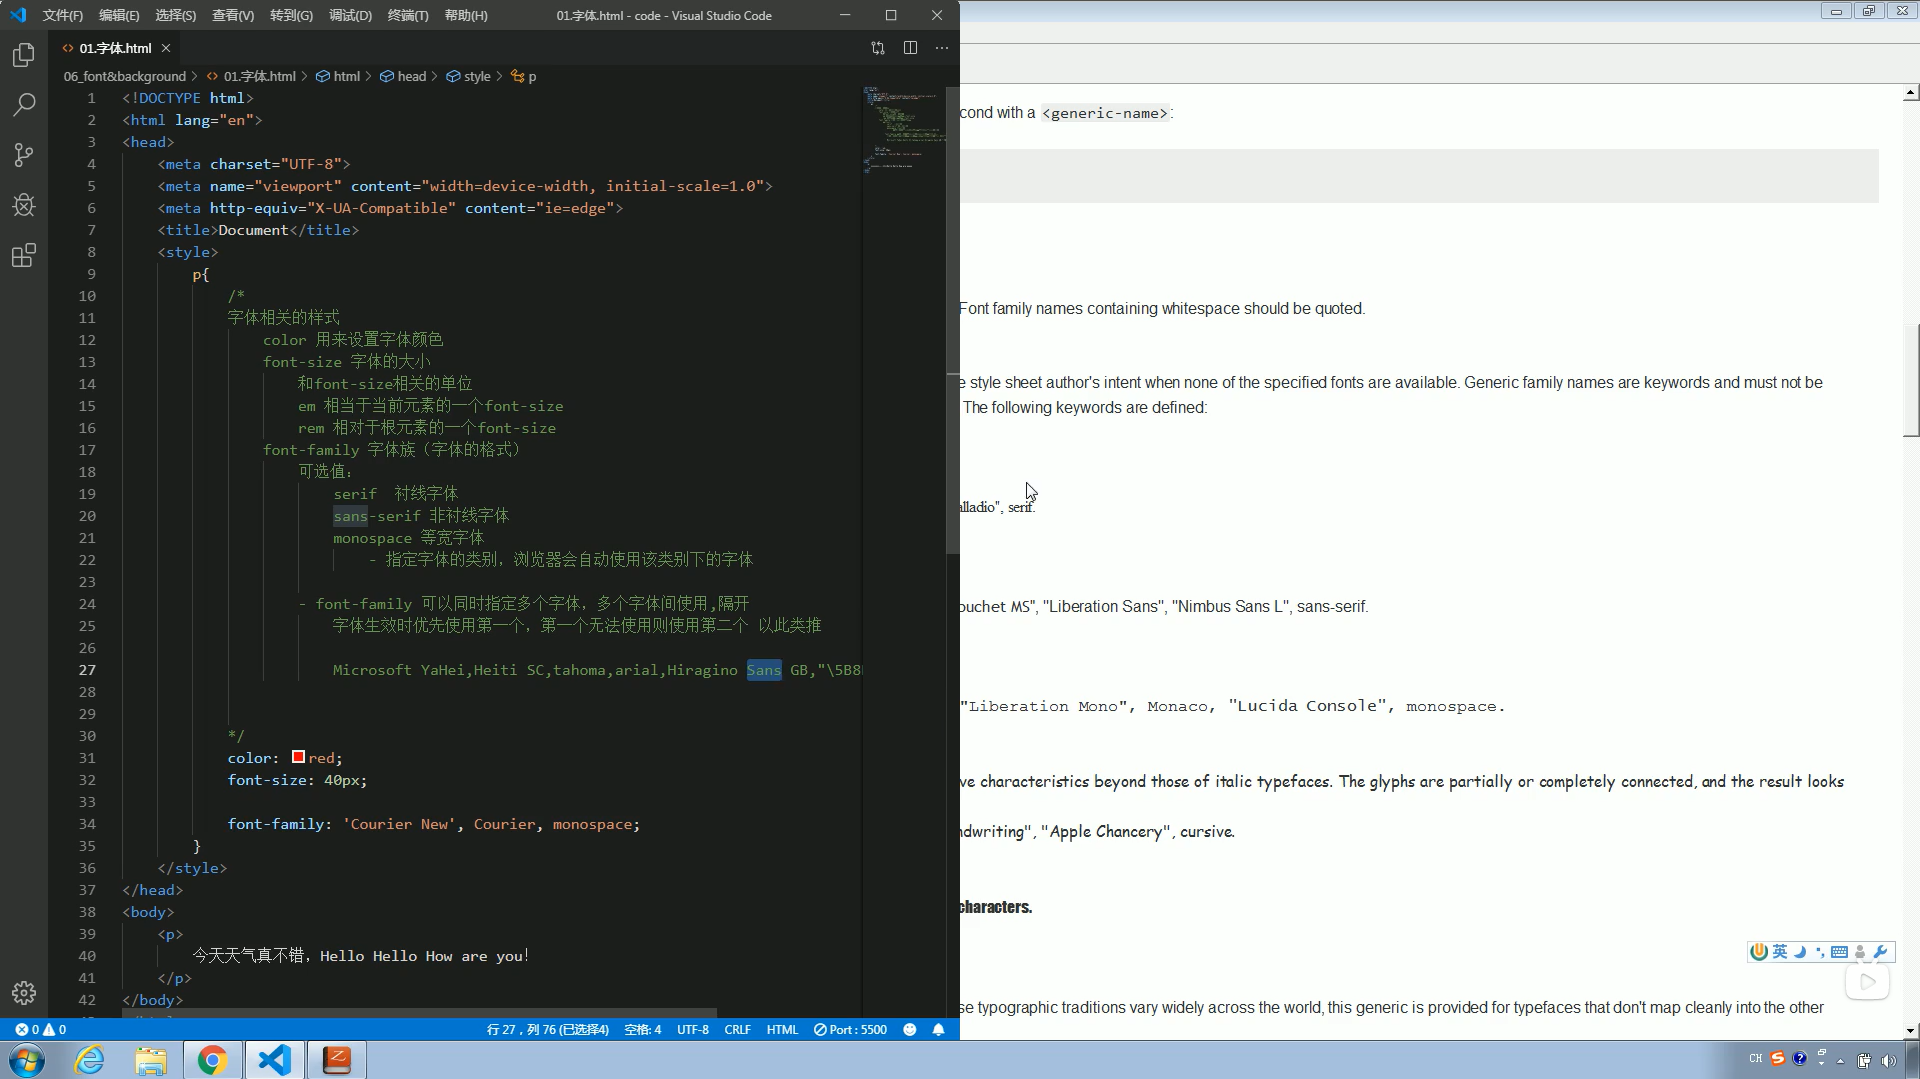 文件(F) 编辑(E) 选择(S) 查看(V) 转到(G) 调试(D) 终端(T) 帮助(H) 01.字体.html - code - Visual Studio Code
01.字体.html
06_font&background > 01.字体.html > html > head > style > p
1 <!DOCTYPE html>
2 <html lang="en">
3 <head>
4 <meta charset="UTF-8">
5 <meta name="viewport" content="width=device-width, initial-scale=1.0">
6 <meta http-equiv="X-UA-Compatible" content="ie=edge">
7 <title>Document</title>
8 <style>
9 p{
10 /*
11 字体相关的样式
12 color 用来设置字体颜色
13 font-size 字体的大小
14 和font-size相关的单位
15 em 相当于当前元素的一个font-size
16 rem 相对于根元素的一个font-size
17 font-family 字体族（字体的格式）
18 可选值：
19 serif 衬线字体
20 sans-serif 非衬线字体
21 monospace 等宽字体
22 - 指定字体的类别，浏览器会自动使用该类别下的字体
23
24 - font-family 可以同时指定多个字体，多个字体间使用,隔开
25 字体生效时优先使用第一个，第一个无法使用则使用第二个 以此类推
26
27 Microsoft YaHei,Heiti SC,tahoma,arial,Hiragino Sans GB,"\5B8
28
29
30 */
31 color: red;
32 font-size: 40px;
33
34 font-family: 'Courier New', Courier, monospace;
35 }
36 </style>
37 </head>
38 <body>
39 <p>
40 今天天气真不错，Hello Hello How are you!
41 </p>
42 </body>
0 0 行 27，列 76 (已选择4) 空格: 4 UTF-8 CRLF HTML Port : 5500
cond with a <generic-name>:
Font family names containing whitespace should be quoted.
e style sheet author's intent when none of the specified fonts are available. Generic family names are keywords and must not be
The following keywords are defined:
alladio", serif.
ouchet MS", "Liberation Sans", "Nimbus Sans L", sans-serif.
"Liberation Mono", Monaco, "Lucida Console", monospace.
ve characteristics beyond those of italic typefaces. The glyphs are partially or completely connected, and the result looks
ndwriting", "Apple Chancery", cursive.
characters.
英
se typographic traditions vary widely across the world, this generic is provided for typefaces that don't map cleanly into the other
CH